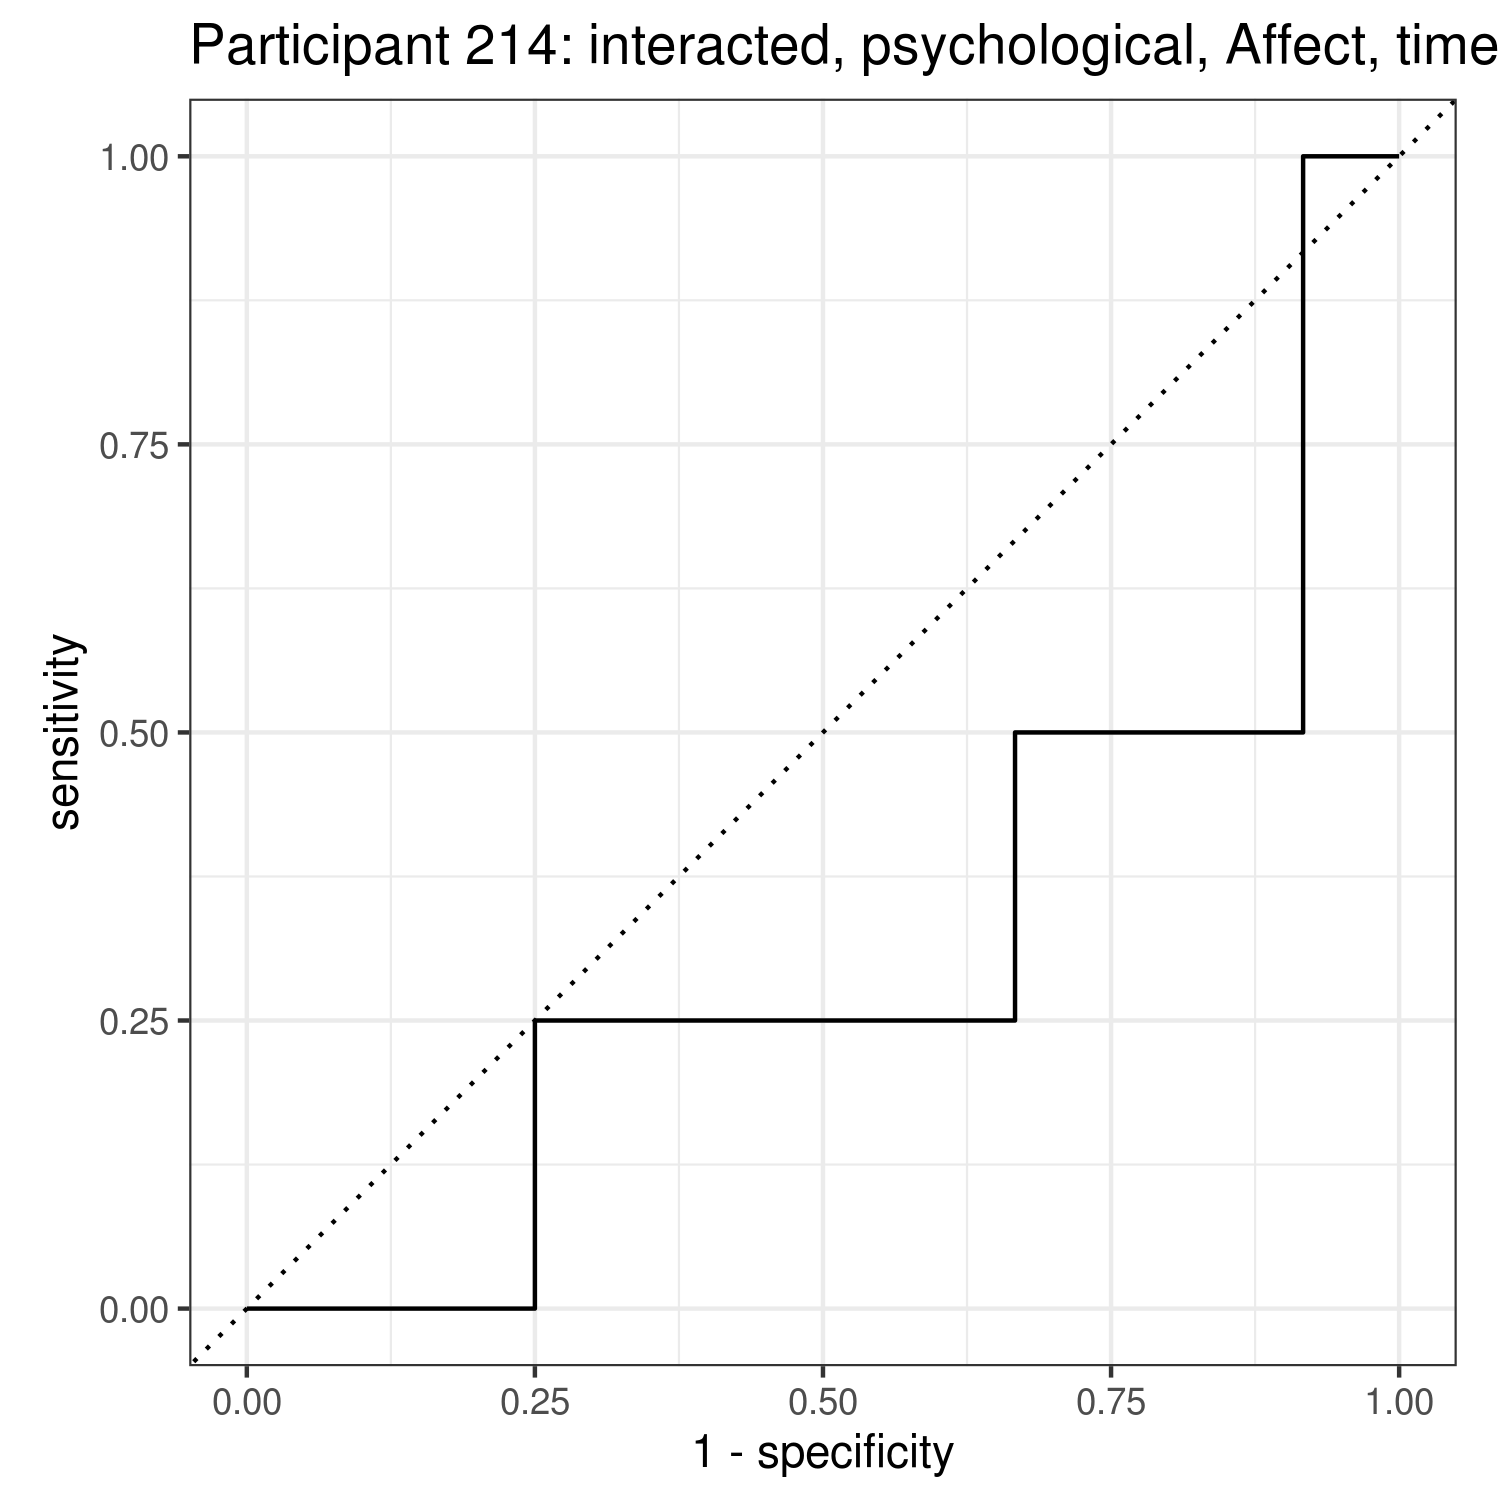 Participant 214: interacted, psychological, Affect, time
1.00
0.75
0.50
0.25
0.00
sensitivity
0.00 0.25 0.50 0.75 1.00
1 - specificity